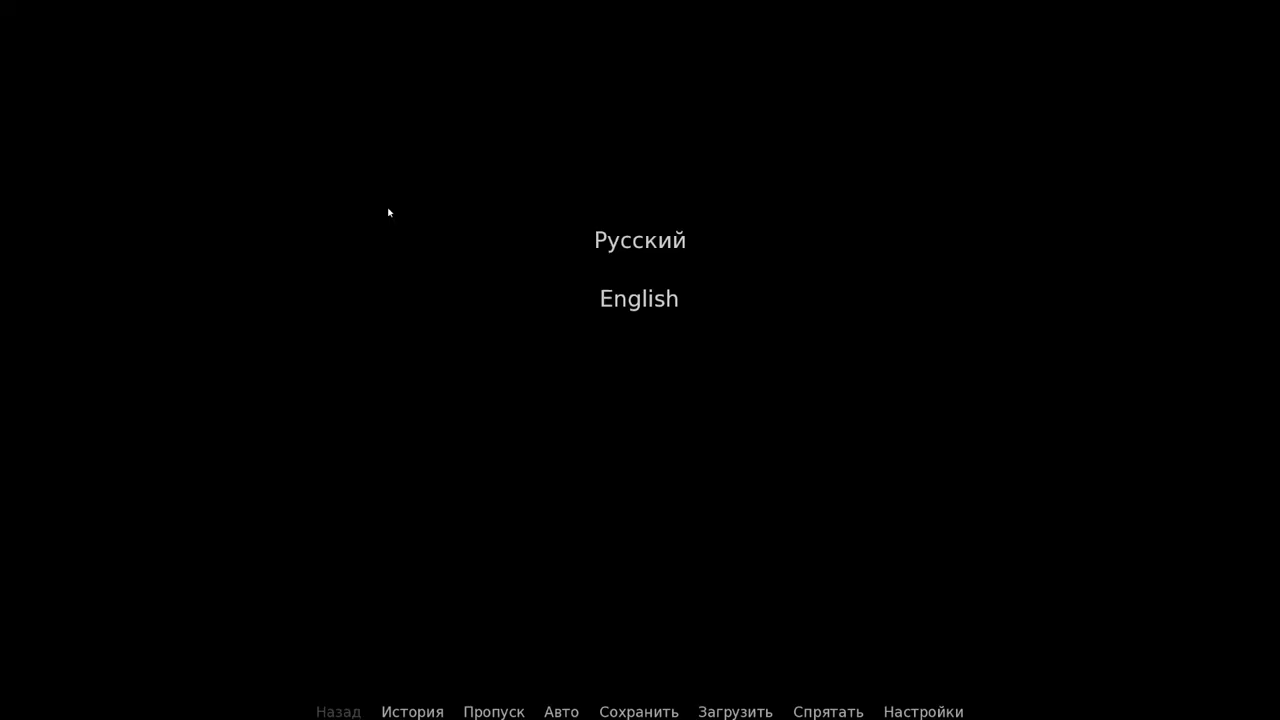 Русский
English
Назад История Пропуск Авто Сохранить Загрузить Спрятать Настройки